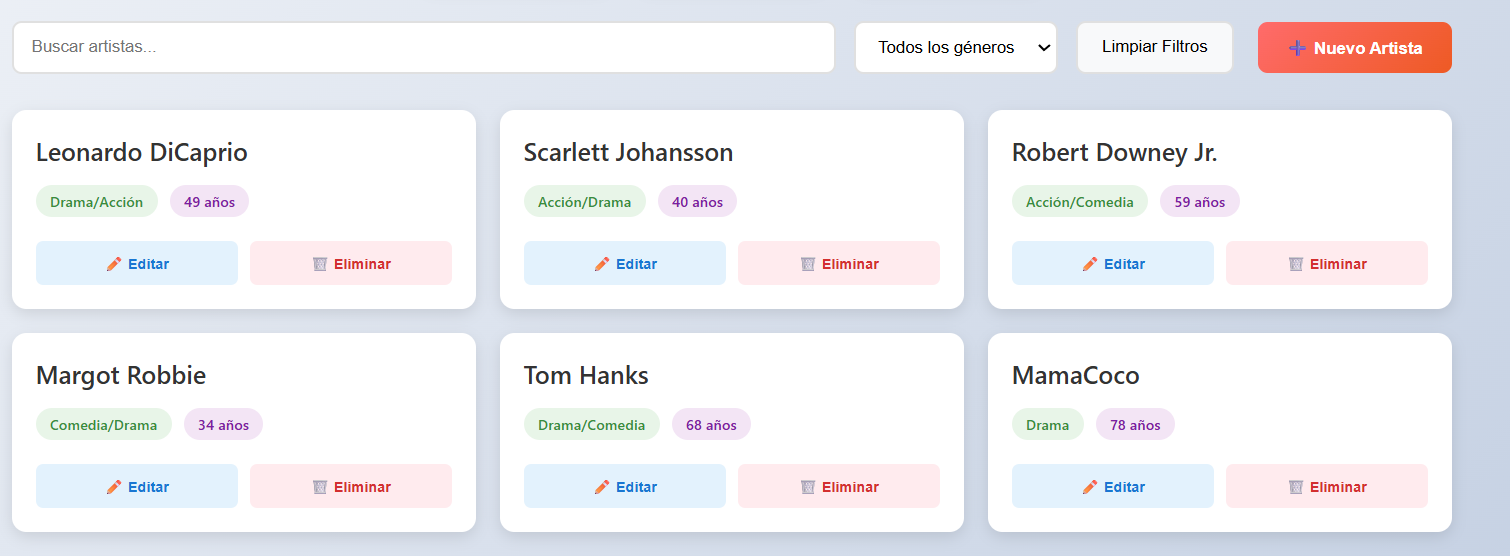 Buscar artistas...
Todos los géneros
Limpiar Filtros
➕ Nuevo Artista
Leonardo DiCaprio
Drama/Acción
49 años
Editar
Eliminar
Scarlett Johansson
Acción/Drama
40 años
Editar
Eliminar
Robert Downey Jr.
Acción/Comedia
59 años
Editar
Eliminar
Margot Robbie
Comedia/Drama
34 años
Editar
Eliminar
Tom Hanks
Drama/Comedia
68 años
Editar
Eliminar
MamaCoco
Drama
78 años
Editar
Eliminar